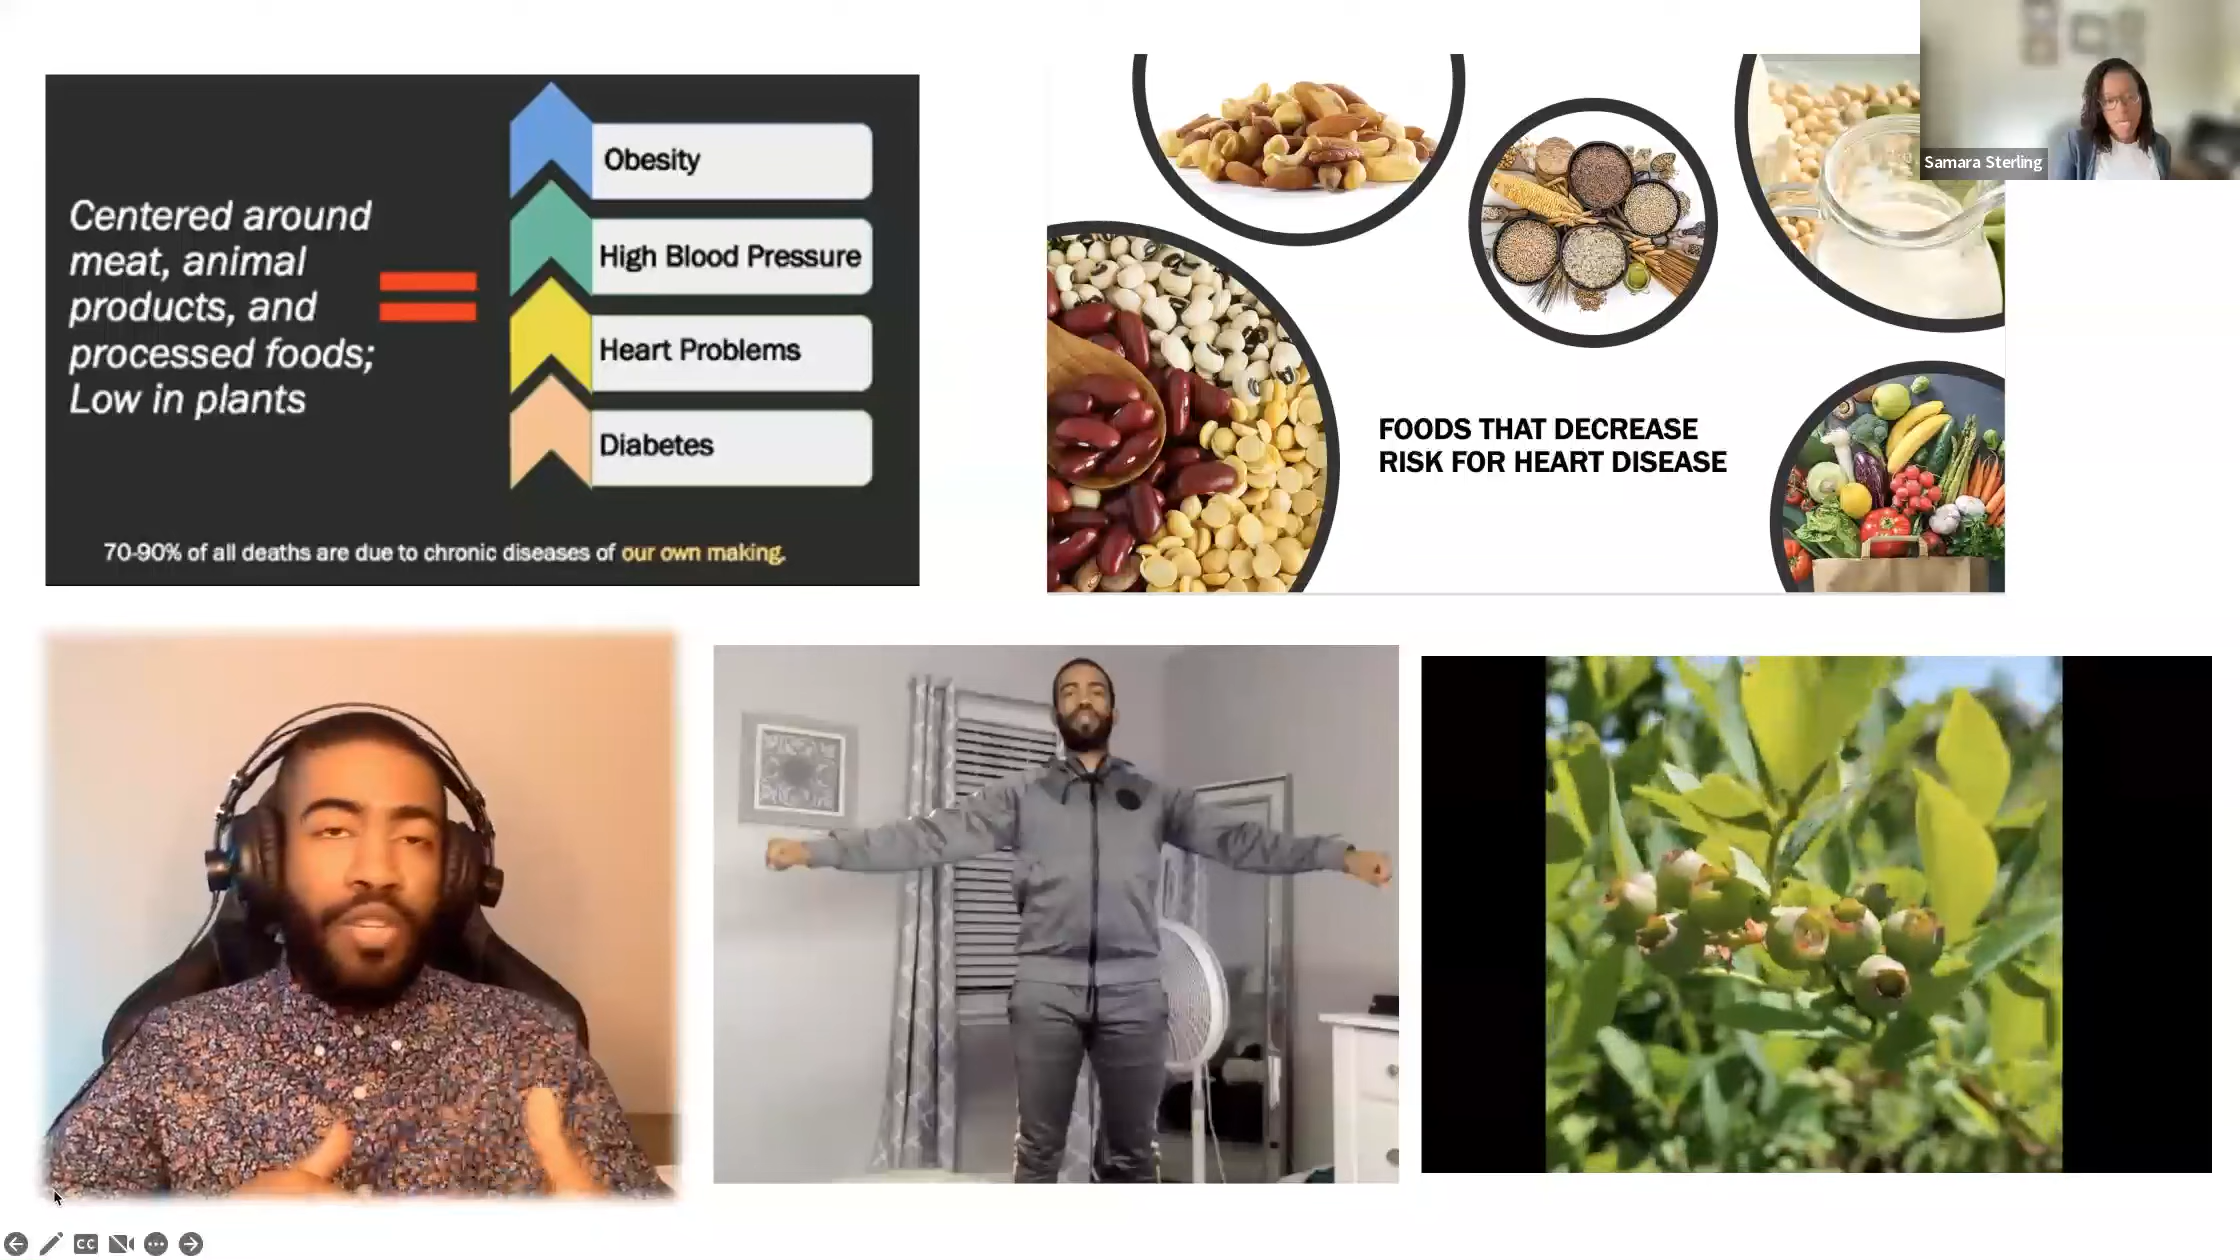 Centered around
meat, animal
products, and
processed foods;
Low in plants
Obesity
High Blood Pressure
Heart Problems
Diabetes
70-90% of all deaths are due to chronic diseases of our own making.
FOODS THAT DECREASE
RISK FOR HEART DISEASE
Samara Sterling
CC